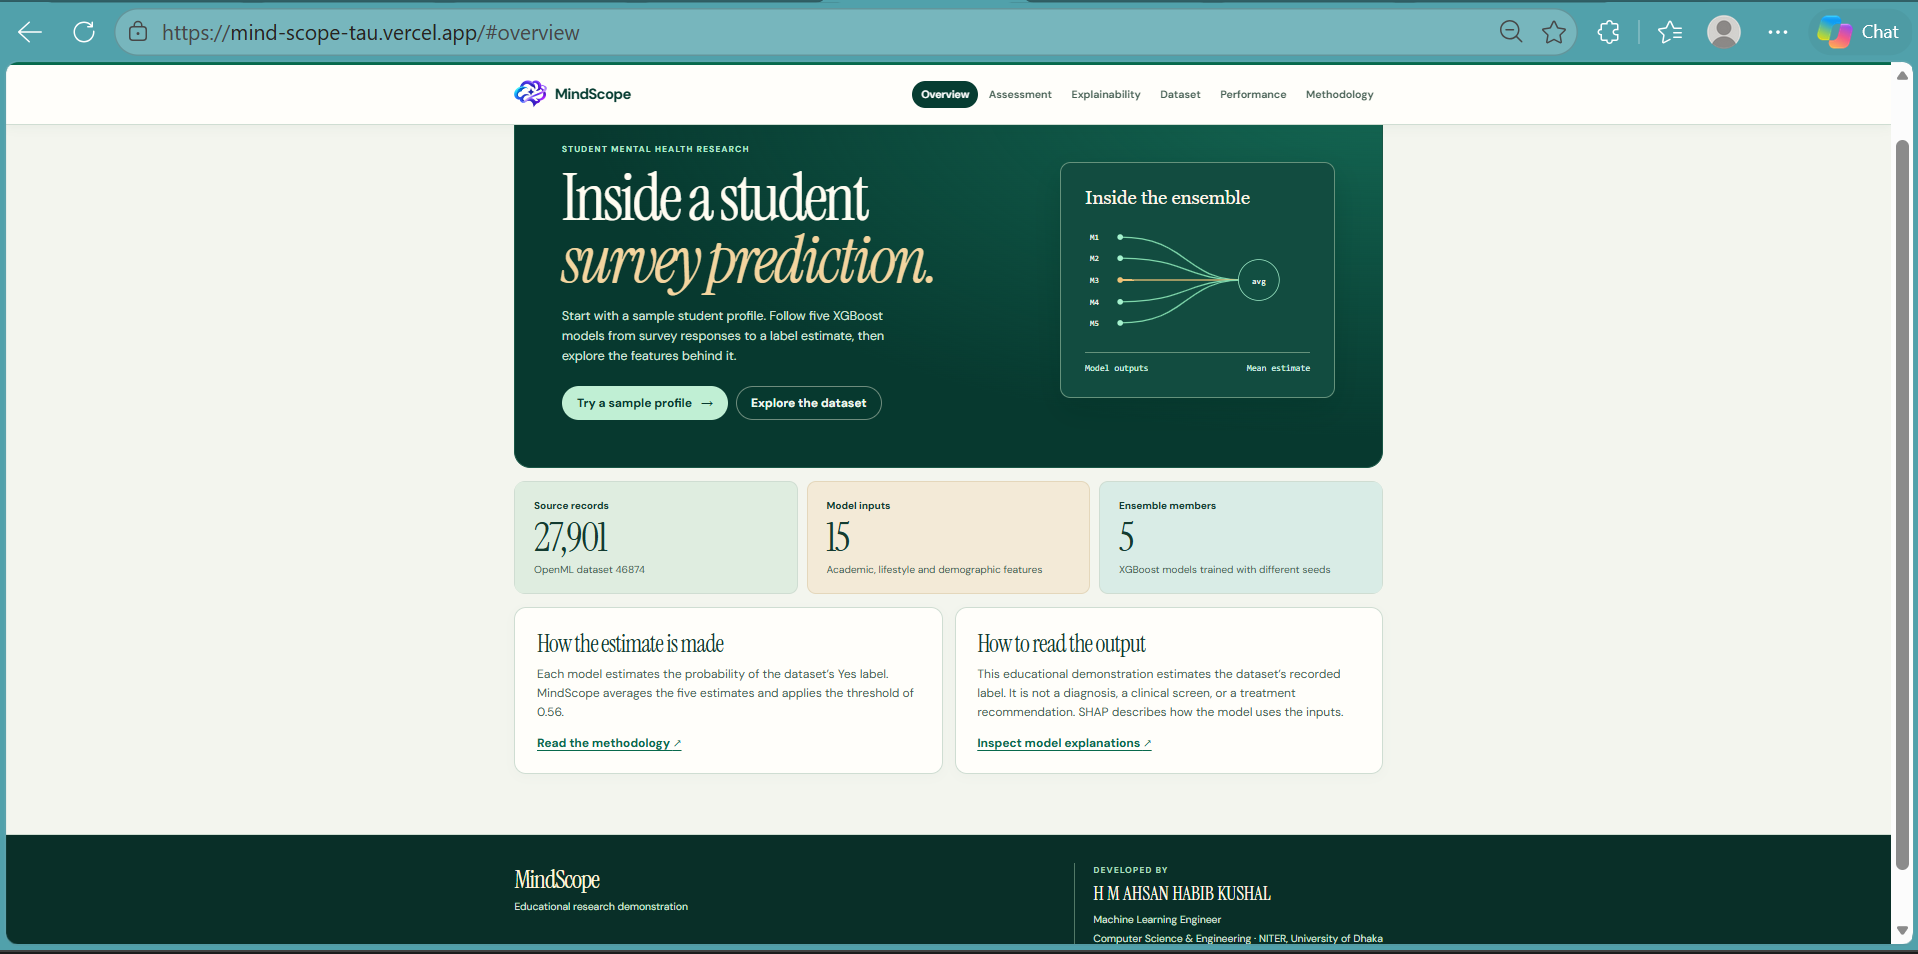 https://mind-scope-tau.vercel.app/#overview
Chat
MindScope
Overview
Assessment
Explainability
Dataset
Performance
Methodology
STUDENT MENTAL HEALTH RESEARCH
Inside a student
survey prediction.
Start with a sample student profile. Follow five XGBoost
models from survey responses to a label estimate, then
explore the features behind it.
Try a sample profile →
Explore the dataset
Inside the ensemble
M1
M2
M3
M4
M5
avg
Model outputs
Mean estimate
Source records
27,901
OpenML dataset 46874
Model inputs
15
Academic, lifestyle and demographic features
Ensemble members
5
XGBoost models trained with different seeds
How the estimate is made
Each model estimates the probability of the dataset's Yes label.
MindScope averages the five estimates and applies the threshold of
0.56.
Read the methodology ↗
How to read the output
This educational demonstration estimates the dataset's recorded
label. It is not a diagnosis, a clinical screen, or a treatment
recommendation. SHAP describes how the model uses the inputs.
Inspect model explanations ↗
MindScope
Educational research demonstration
DEVELOPED BY
H M AHSAN HABIB KUSHAL
Machine Learning Engineer
Computer Science & Engineering · NITER, University of Dhaka